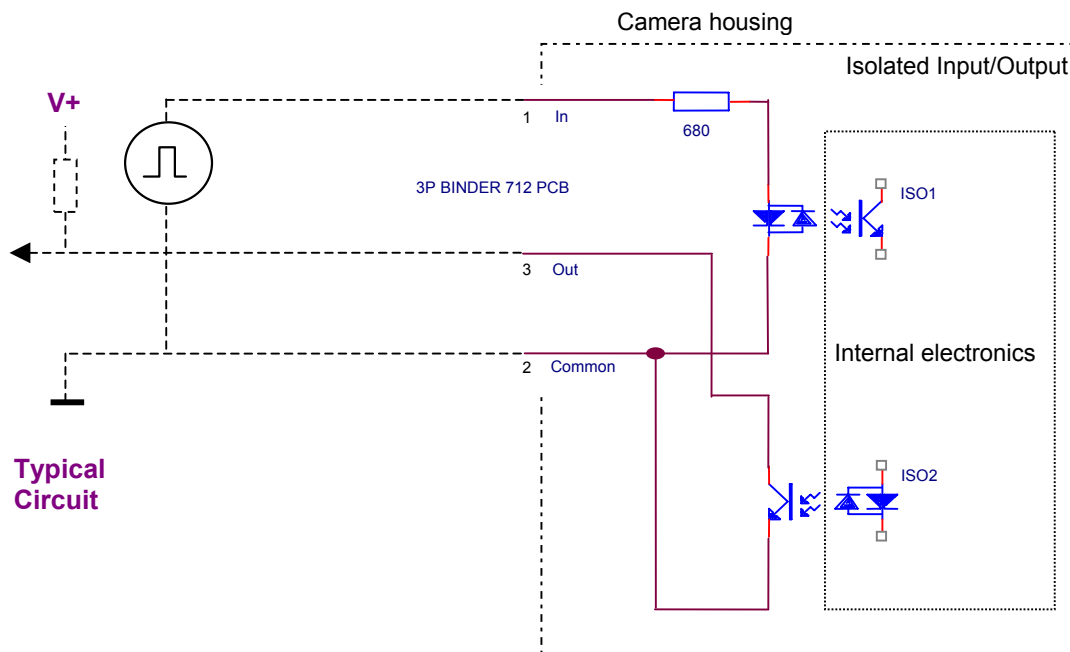 Camera housing
Isolated Input/Output
V+
1 In
680
3P BINDER 712 PCB
ISO1
3 Out
Internal electronics
2 Common
Typical
Circuit
ISO2